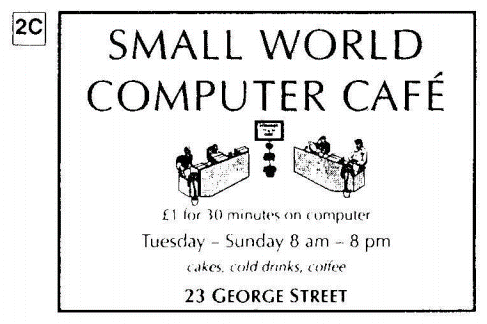 2C
SMALL WORLD
COMPUTER CAFÉ
£1 for 30 minutes on computer
Tuesday – Sunday 8 am – 8 pm
cakes, cold drinks, coffee
23 GEORGE STREET